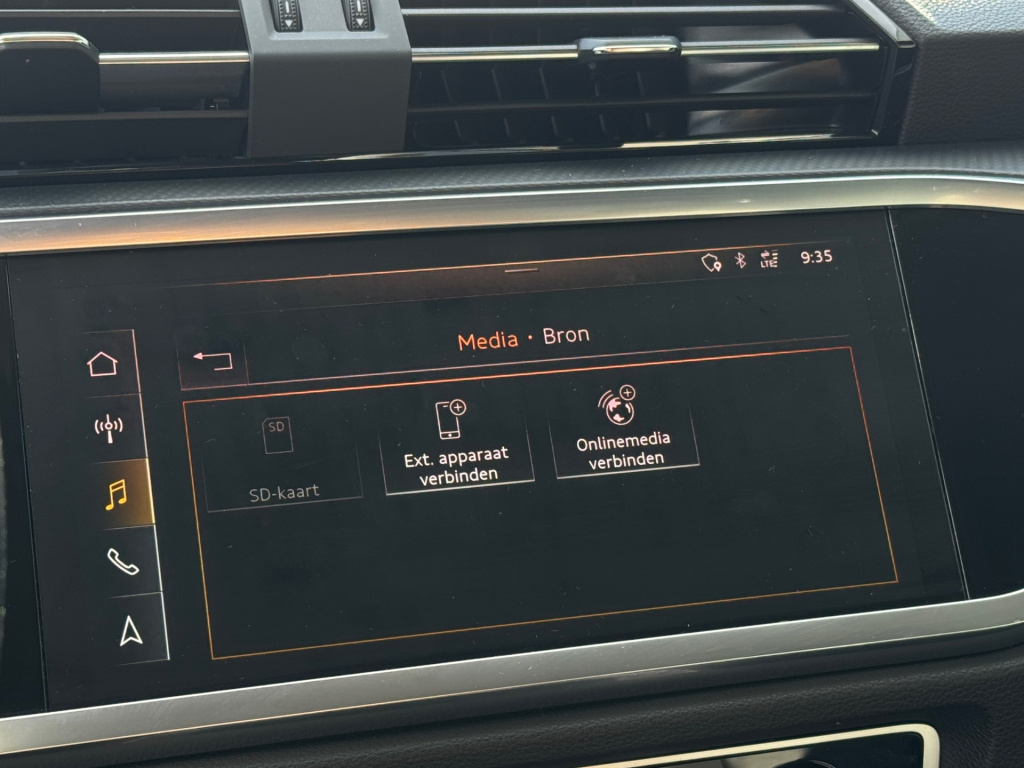 LTE 9:35
Media · Bron
SD
SD-kaart
Ext. apparaat
verbinden
Onlinemedia
verbinden